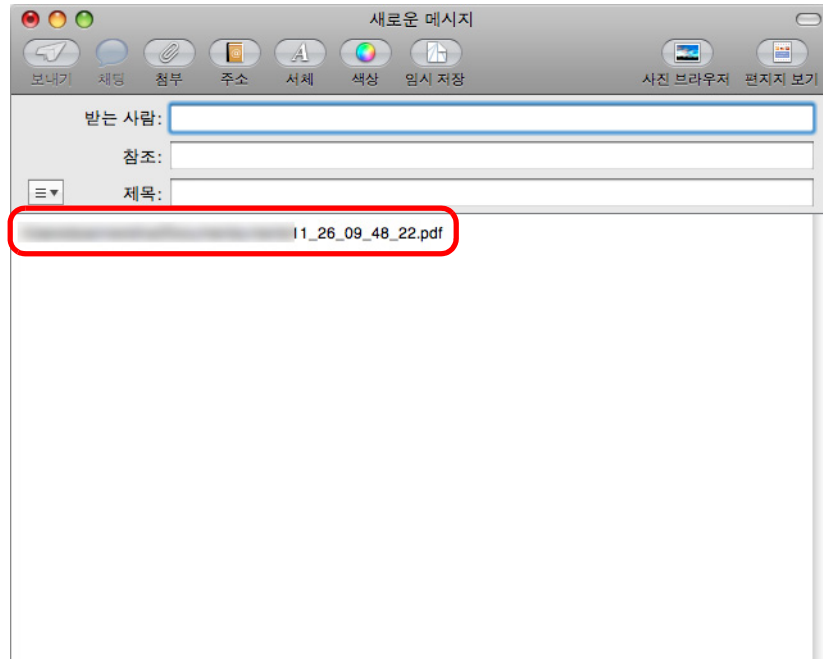 새로운 메시지
보내기 채팅 첨부 주소 서체 색상 임시 저장 사진 브라우저 편지지 보기
받는 사람:
참조:
제목:
11_26_09_48_22.pdf